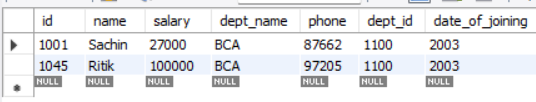 id name salary dept_name phone dept_id date_of_joining
1001 Sachin 27000 BCA 87662 1100 2003
1045 Ritik 100000 BCA 97205 1100 2003
NULL NULL NULL NULL NULL NULL NULL